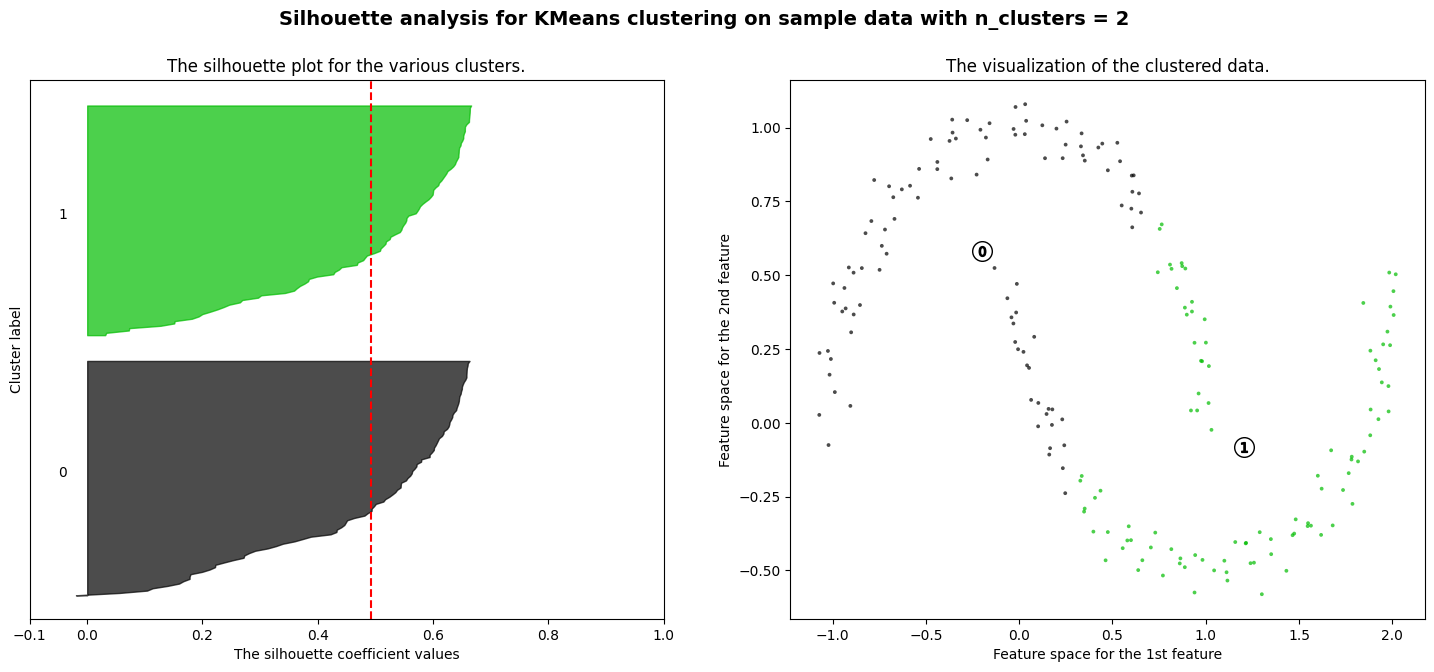 Silhouette analysis for KMeans clustering on sample data with n_clusters = 2
The silhouette plot for the various clusters.
Cluster label
1
0
−0.1 0.0 0.2 0.4 0.6 0.8 1.0
The silhouette coefficient values
The visualization of the clustered data.
Feature space for the 2nd feature
1.00
0.75
0.50
0.25
0.00
−0.25
−0.50
0
1
−1.0 −0.5 0.0 0.5 1.0 1.5 2.0
Feature space for the 1st feature